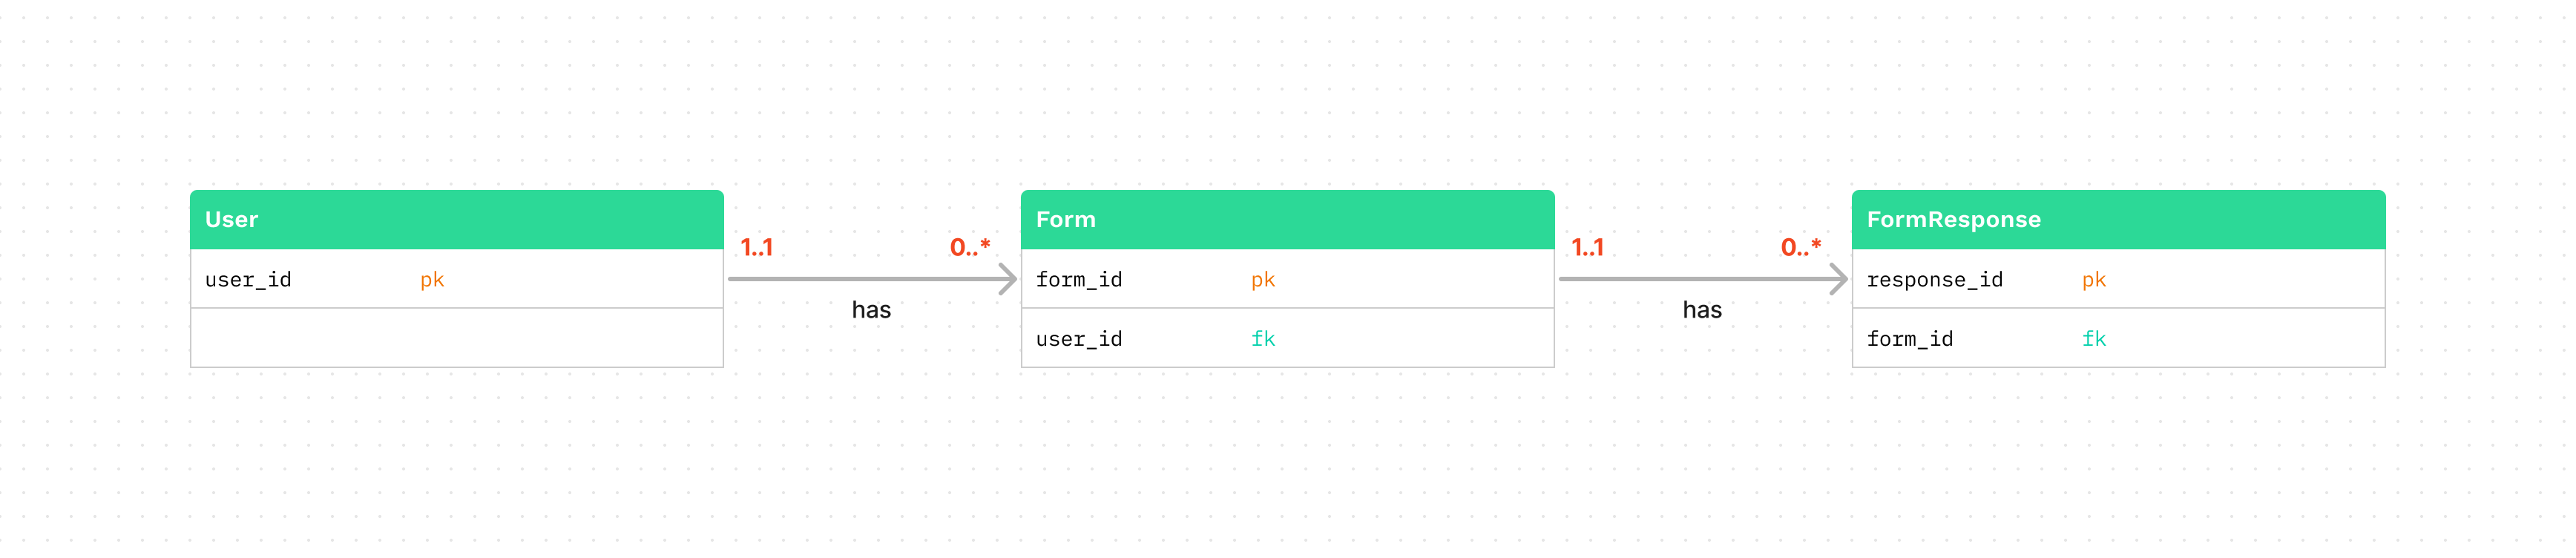 User
user_id pk
1..1 0..*
has
Form
form_id pk
user_id fk
1..1 0..*
has
FormResponse
response_id pk
form_id fk